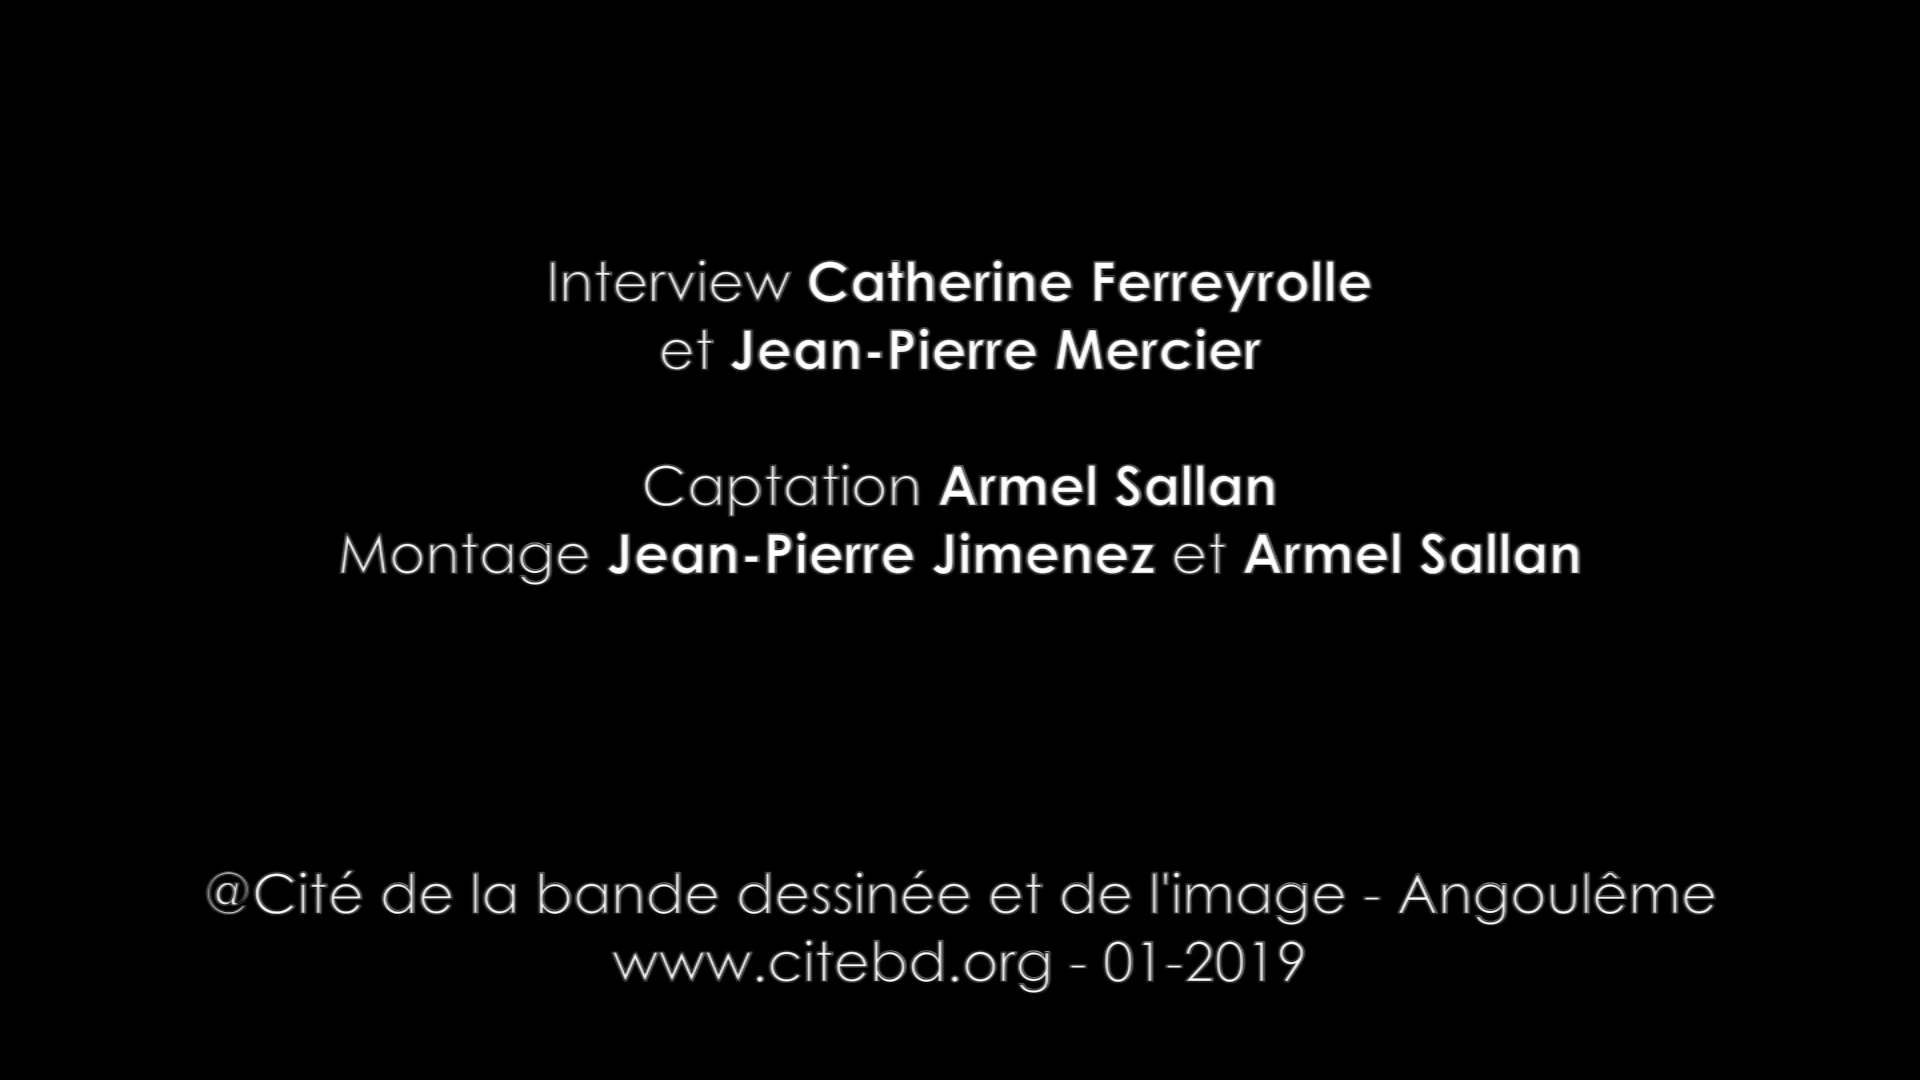 Interview Catherine Ferreyrolle
et Jean-Pierre Mercier
Captation Armel Sallan
Montage Jean-Pierre Jimenez et Armel Sallan
@Cité de la bande dessinée et de l'image - Angoulême
www.citebd.org - 01-2019